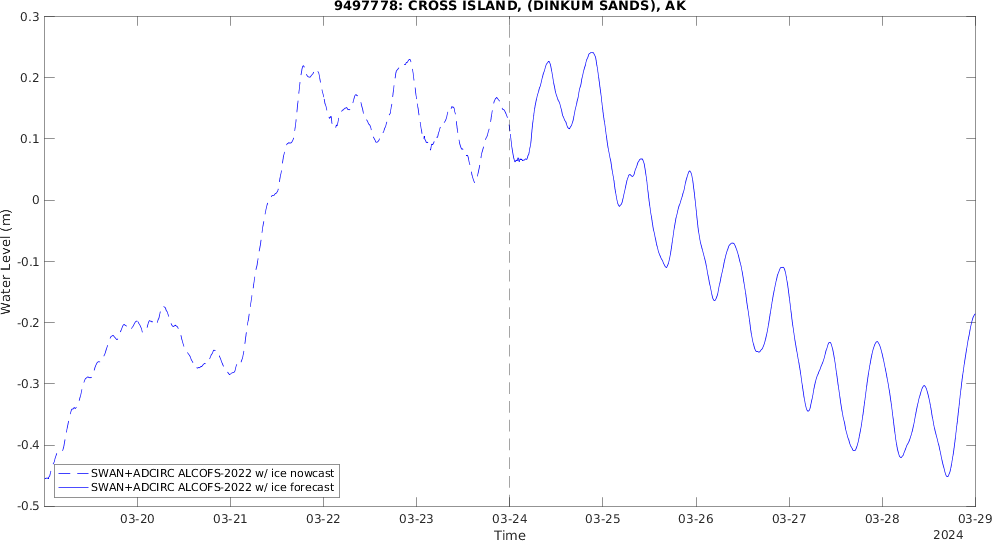 9497778: CROSS ISLAND, (DINKUM SANDS), AK
0.3
0.2
0.1
0
-0.1
-0.2
-0.3
-0.4
-0.5
Water Level (m)
SWAN+ADCIRC ALCOFS-2022 w/ ice nowcast
SWAN+ADCIRC ALCOFS-2022 w/ ice forecast
03-20 03-21 03-22 03-23 03-24 03-25 03-26 03-27 03-28 03-29
Time
2024